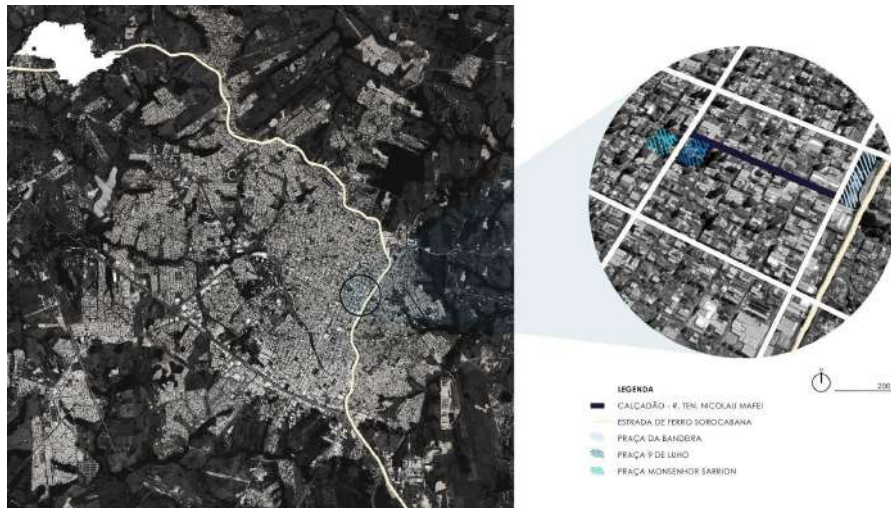 200
LEGENDA
CALÇADÃO - R. TEN. NICOLAU MAFEI
ESTRADA DE FERRO SOROCABANA
PRAÇA DA BANDEIRA
PRAÇA 9 DE LULHO
PRAÇA MONSENHOR SARRION